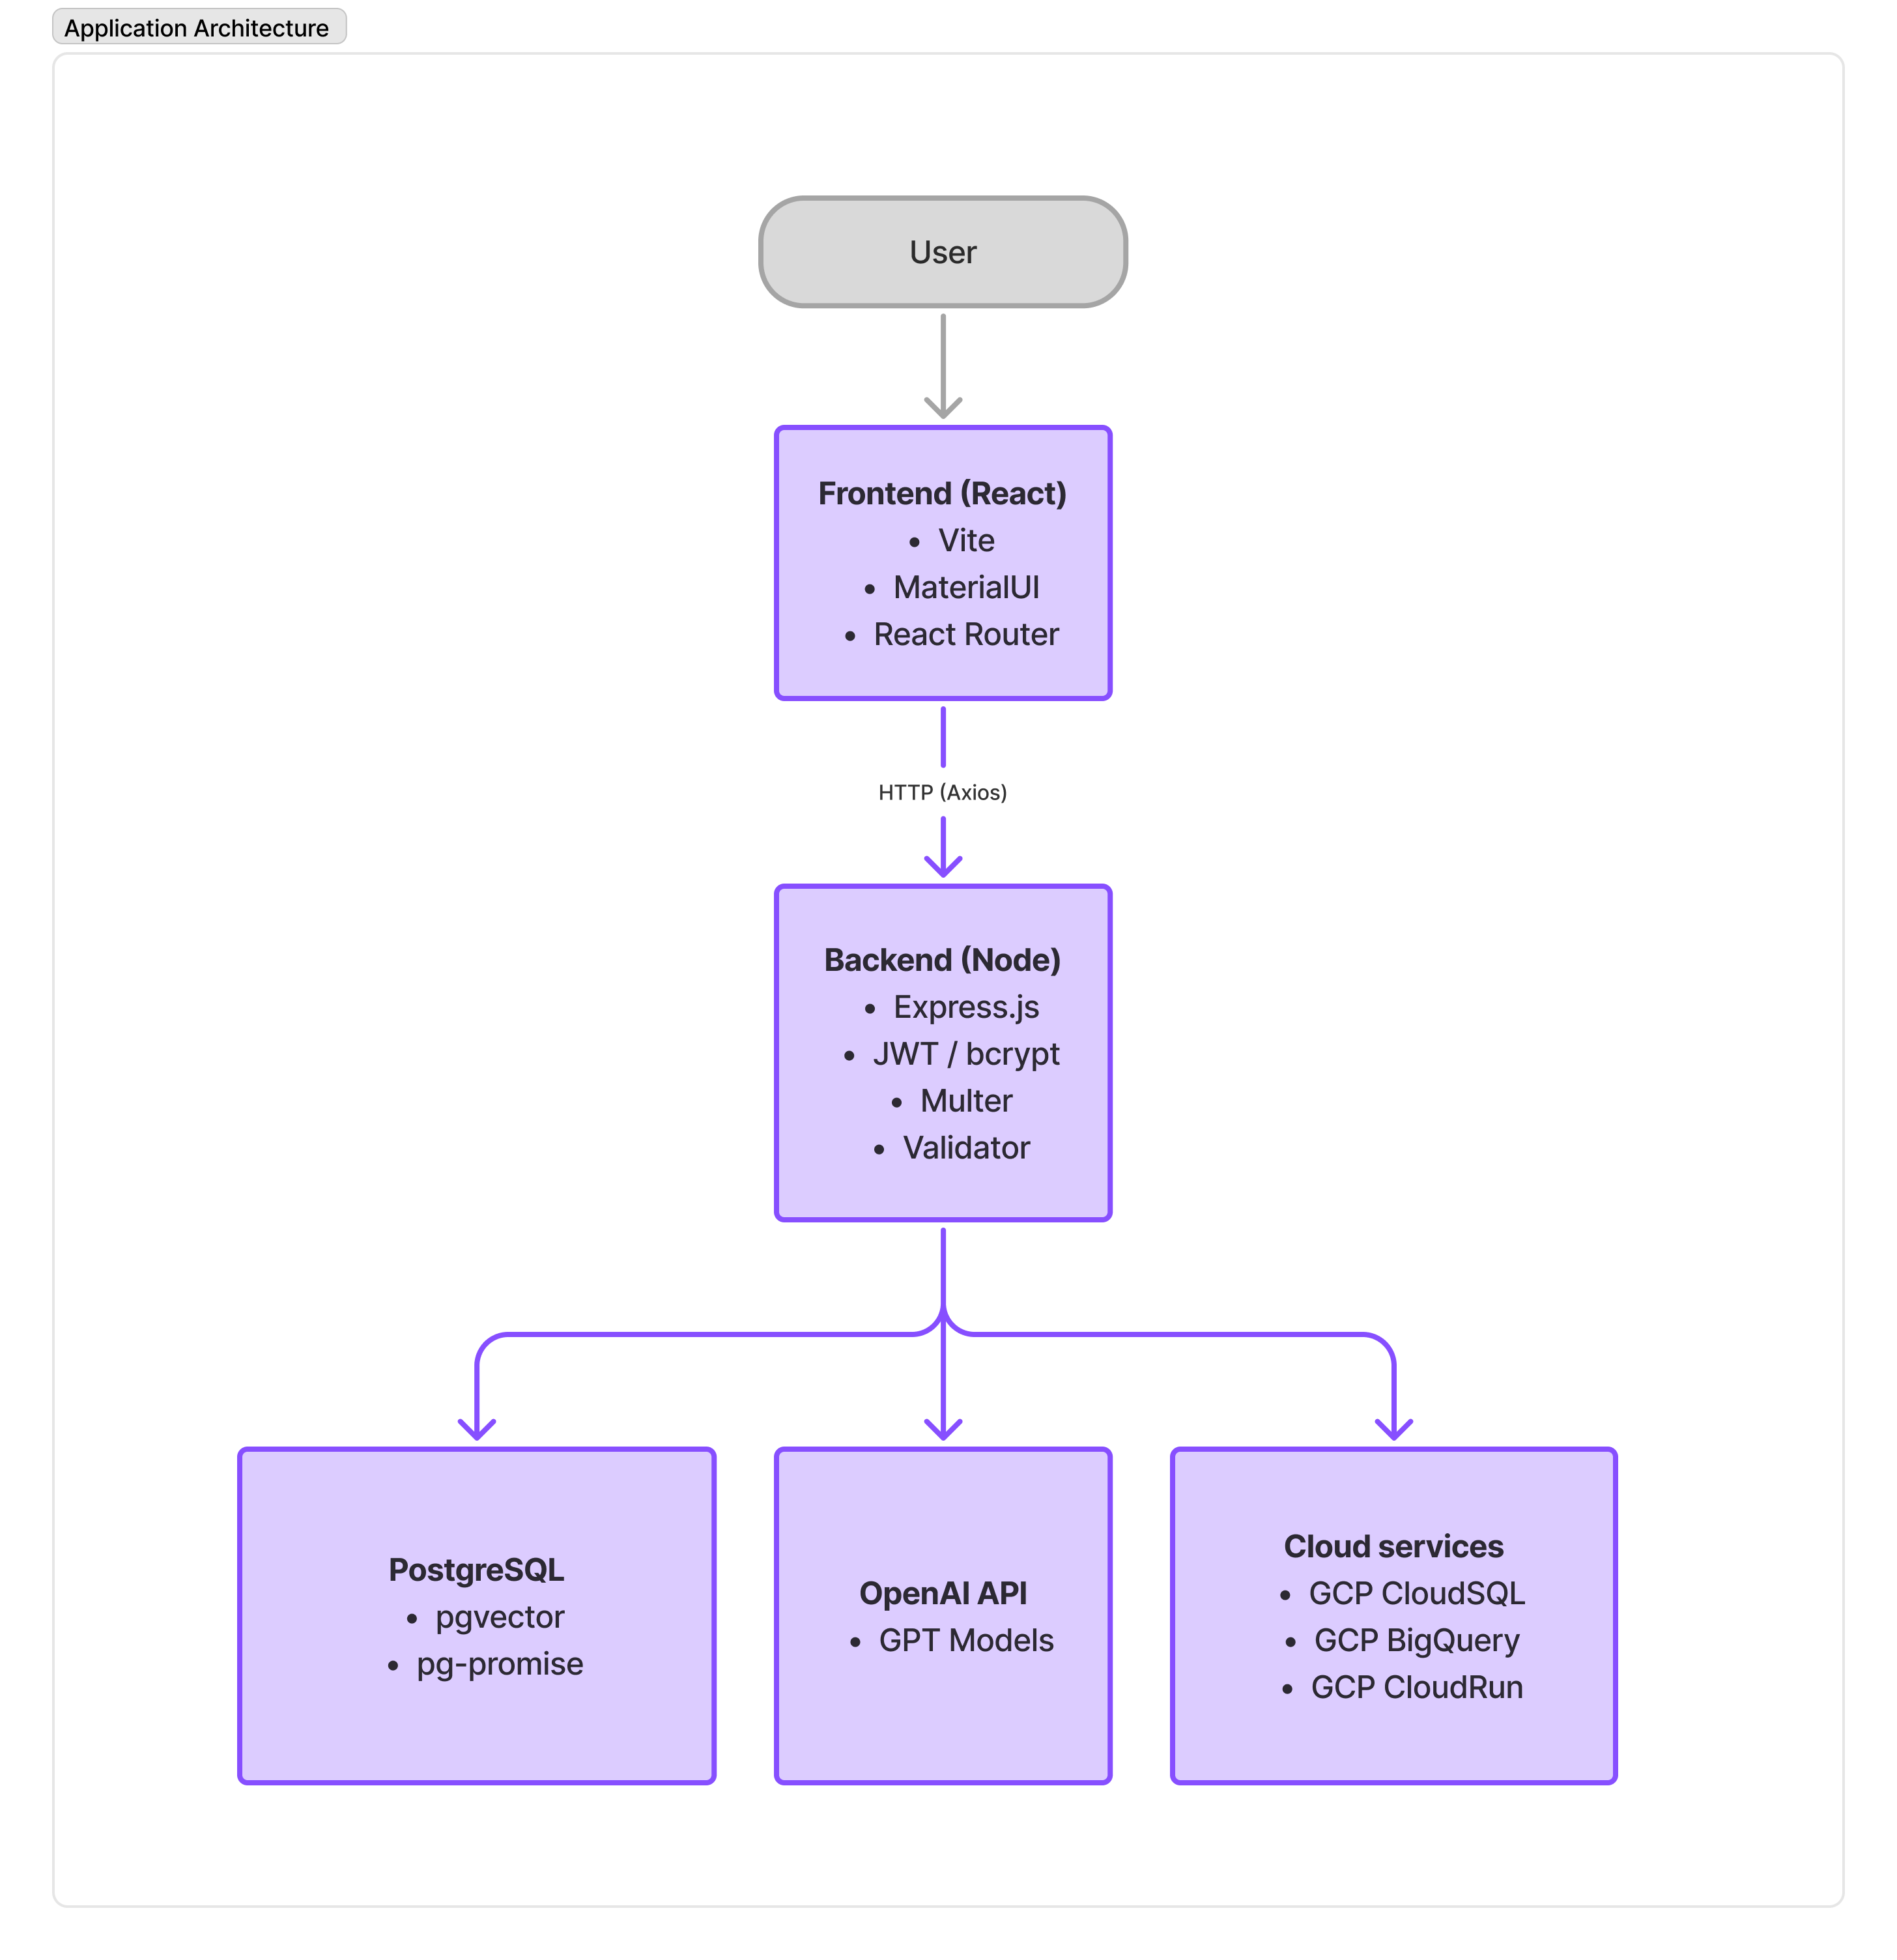 Application Architecture
User
Frontend (React)
• Vite
• MaterialUI
• React Router
HTTP (Axios)
Backend (Node)
• Express.js
• JWT / bcrypt
• Multer
• Validator
PostgreSQL
• pgvector
• pg-promise
OpenAI API
• GPT Models
Cloud services
• GCP CloudSQL
• GCP BigQuery
• GCP CloudRun